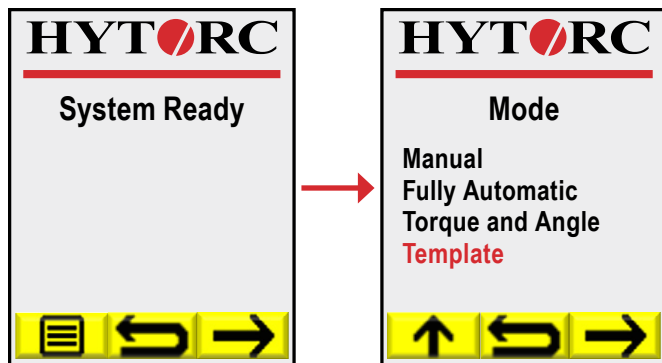 HYTORC
System Ready
HYTORC
Mode
Manual
Fully Automatic
Torque and Angle
Template